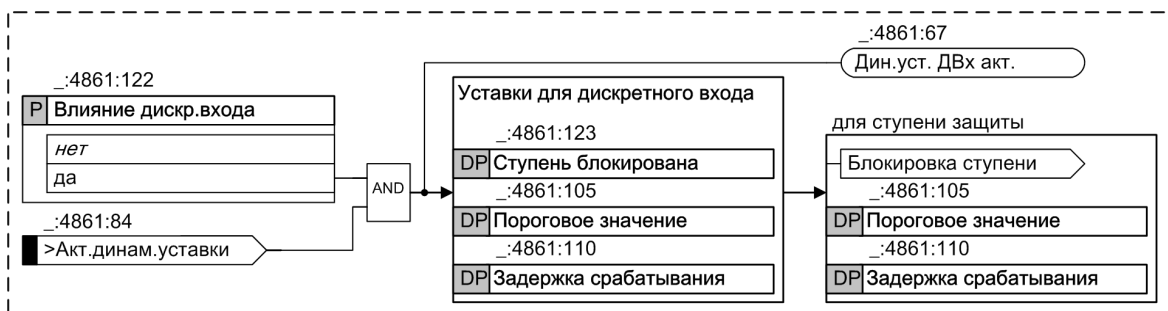 _:4861:67
Дин.уст. ДВх акт.
_:4861:122
P Влияние дискр.входа
нет
да
_:4861:84
>Акт.динам.уставки
AND
Уставки для дискретного входа
_:4861:123
DP Ступень блокирована
_:4861:105
DP Пороговое значение
_:4861:110
DP Задержка срабатывания
для ступени защиты
Блокировка ступени
_:4861:105
DP Пороговое значение
_:4861:110
DP Задержка срабатывания